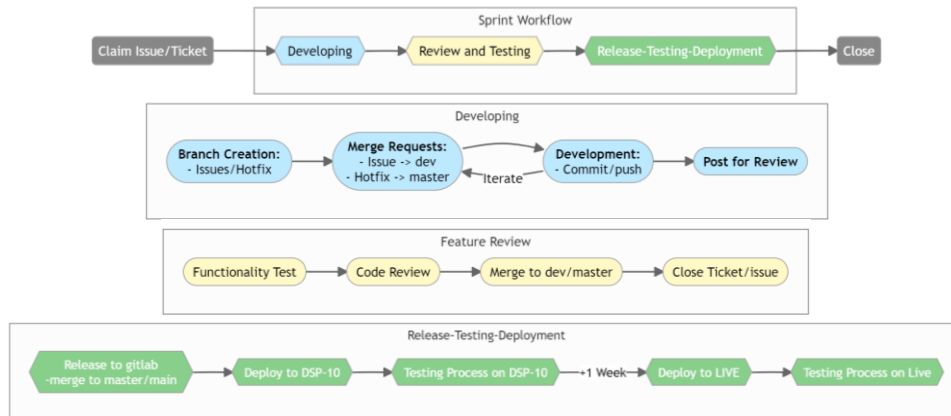 Sprint Workflow
Claim Issue/Ticket
Developing
Review and Testing
Release-Testing-Deployment
Close
Developing
Branch Creation:
- Issues/Hotfix
Merge Requests:
- Issue -> dev
- Hotfix -> master
Iterate
Development:
- Commit/push
Post for Review
Feature Review
Functionality Test
Code Review
Merge to dev/master
Close Ticket/issue
Release-Testing-Deployment
Release to gitlab
-merge to master/main
Deploy to DSP-10
Testing Process on DSP-10
+1 Week
Deploy to LIVE
Testing Process on Live